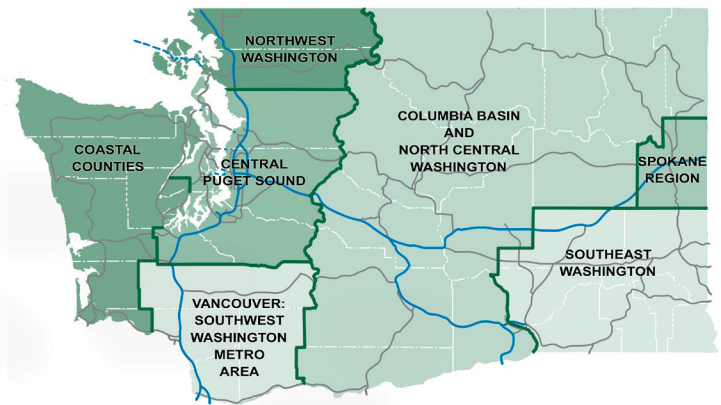 NORTHWEST
WASHINGTON
COASTAL
COUNTIES
CENTRAL
PUGET SOUND
COLUMBIA BASIN
AND
NORTH CENTRAL
WASHINGTON
SPOKANE
REGION
SOUTHEAST
WASHINGTON
VANCOUVER:
SOUTHWEST
WASHINGTON
METRO
AREA